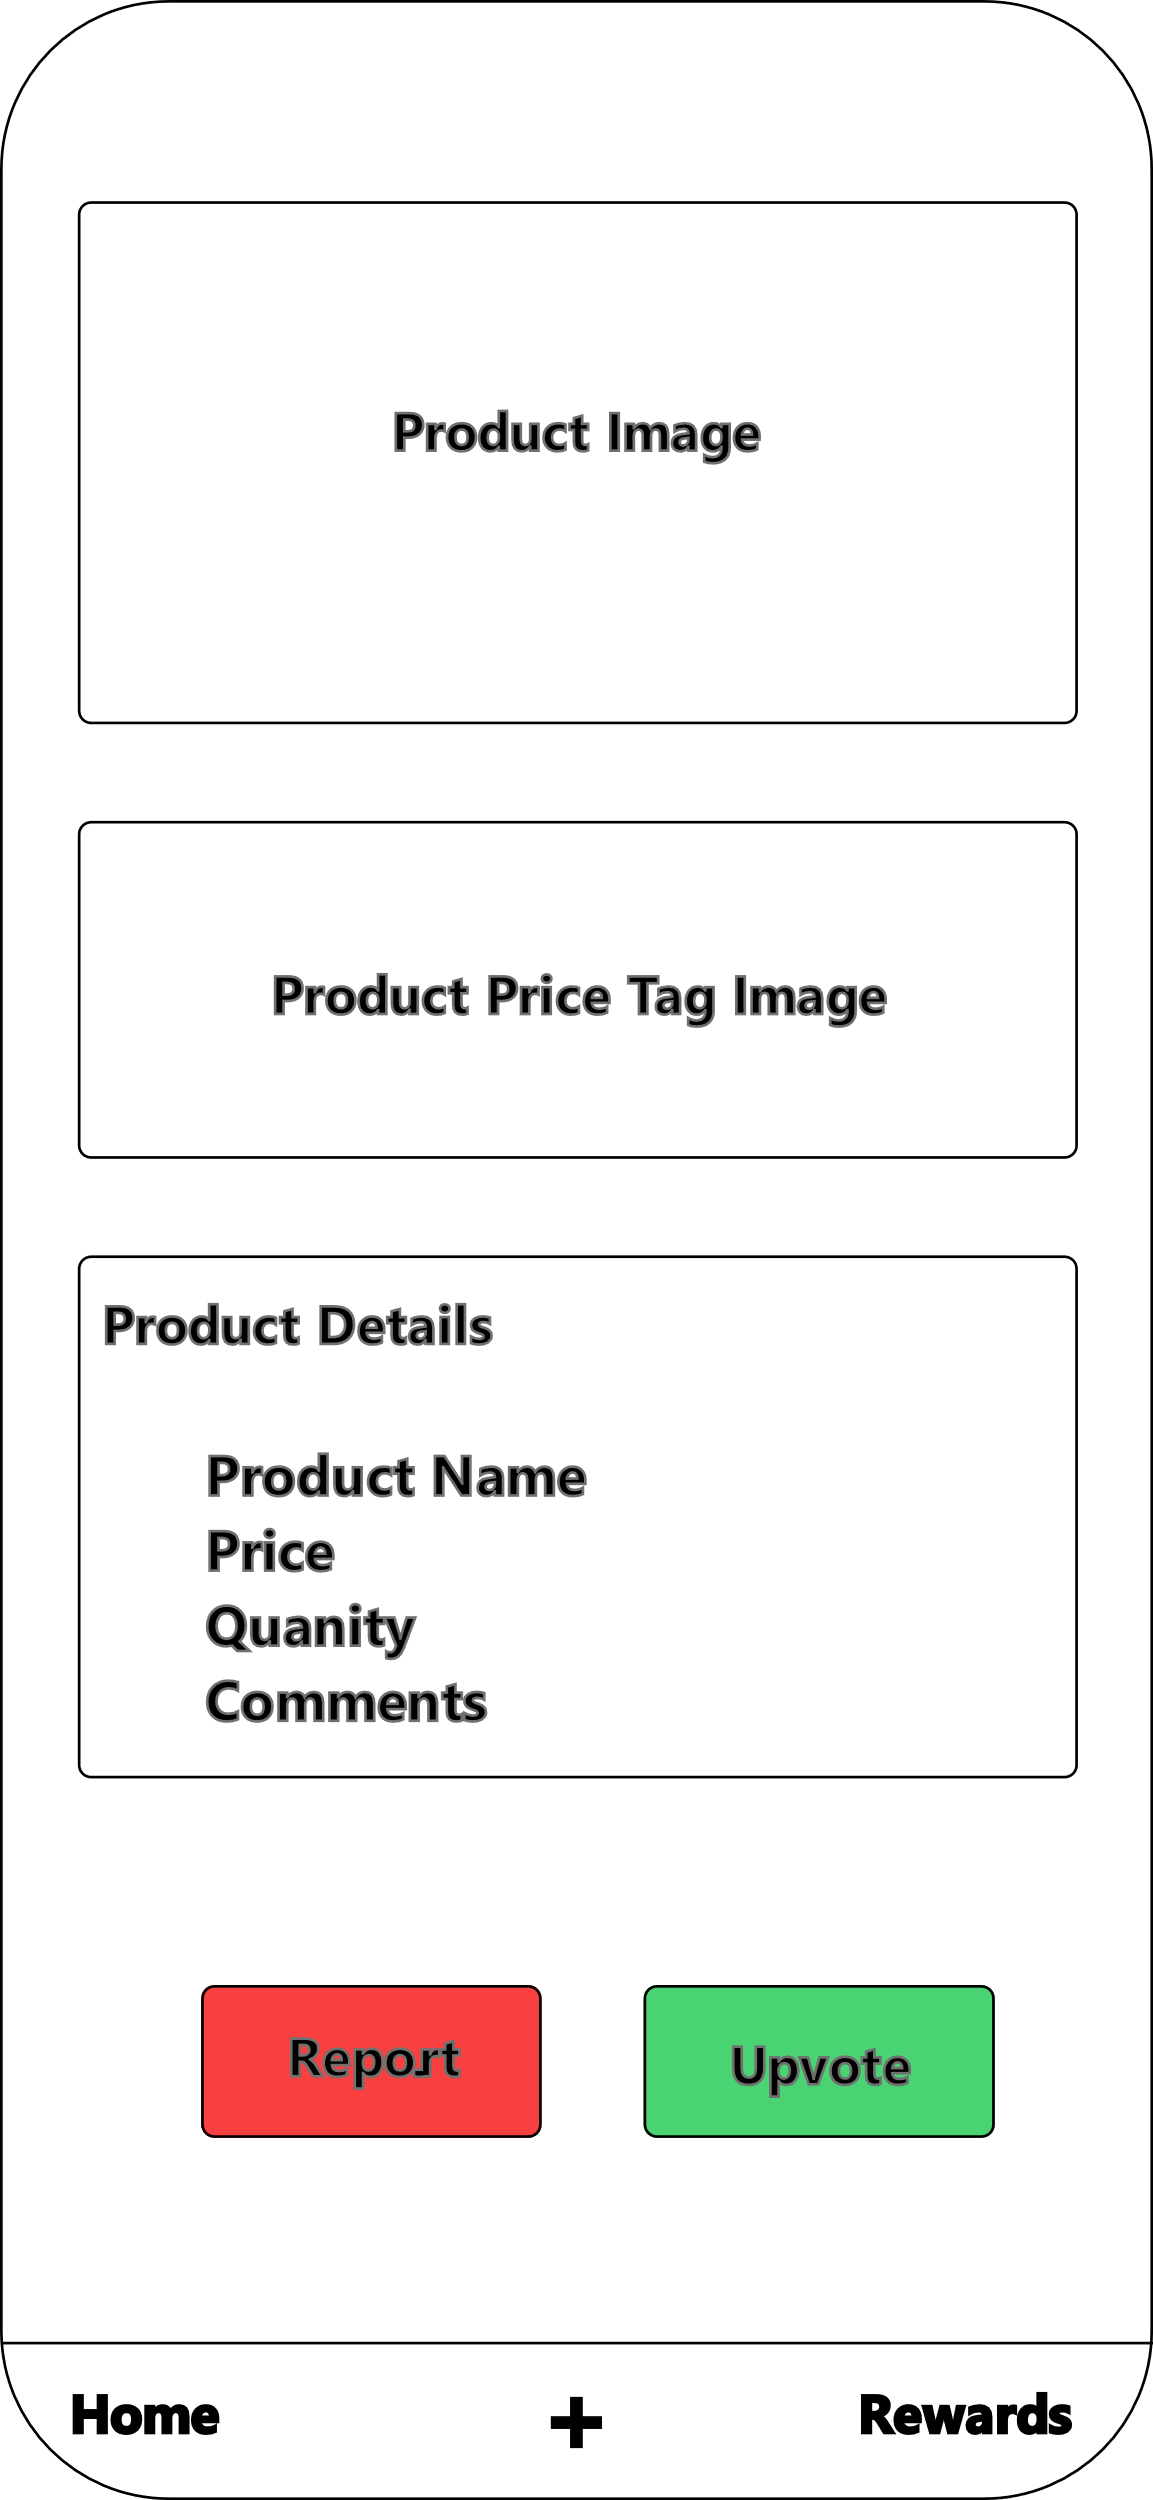 Product Image
Product Price Tag Image
Product Details
Product Name
Price
Quanity
Comments
Report
Upvote
Home + Rewards